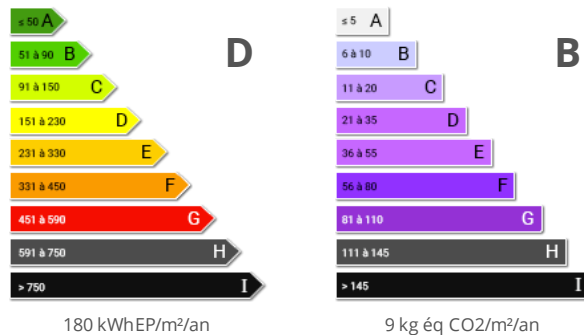 ≤ 50 A
51 à 90 B
D
91 à 150 C
151 à 230 D
231 à 330 E
331 à 450 F
451 à 590 G
591 à 750 H
> 750 I
180 kWhEP/m²/an
≤ 5 A
6 à 10 B
B
11 à 20 C
21 à 35 D
36 à 55 E
56 à 80 F
81 à 110 G
111 à 145 H
> 145 I
9 kg éq CO2/m²/an